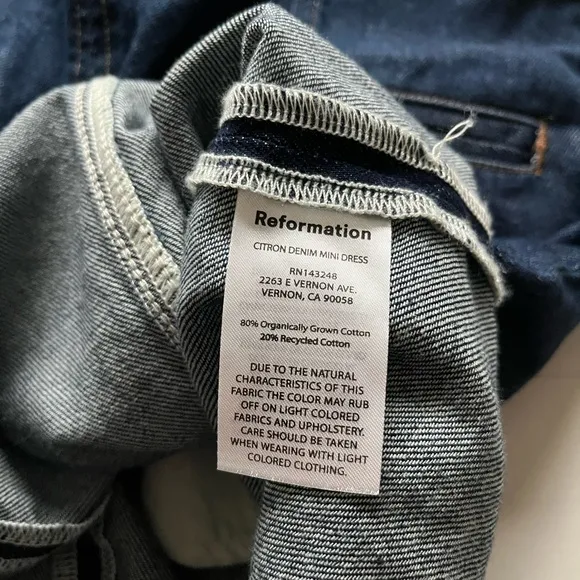 Reformation
CITRON DENIM MINI DRESS
RN143248
2263 E VERNON AVE.
VERNON, CA 90058
80% Organically Grown Cotton
20% Recycled Cotton
DUE TO THE NATURAL
CHARACTERISTICS OF THIS
FABRIC THE COLOR MAY RUB
OFF ON LIGHT COLORED
FABRICS AND UPHOLSTERY.
CARE SHOULD BE TAKEN
WHEN WEARING WITH LIGHT
COLORED CLOTHING.